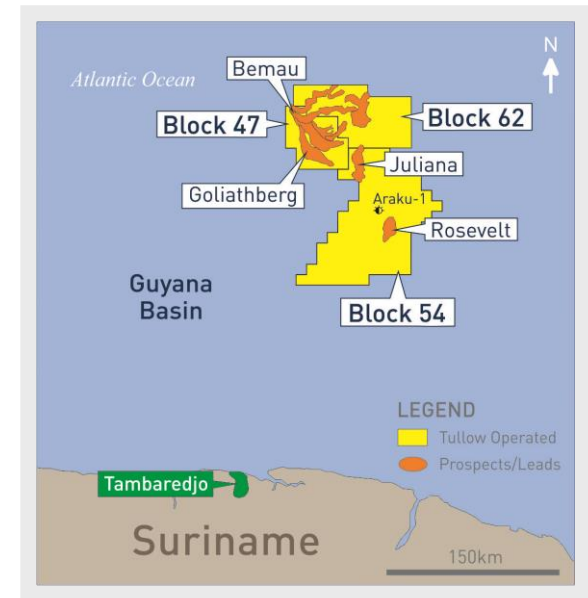 N
Atlantic Ocean
Bemau
Block 47
Block 62
Juliana
Goliathberg
Araku-1
Rosevelt
Guyana
Basin
Block 54
LEGEND
Tullow Operated
Prospects/Leads
Tambaredjo
Suriname
150km